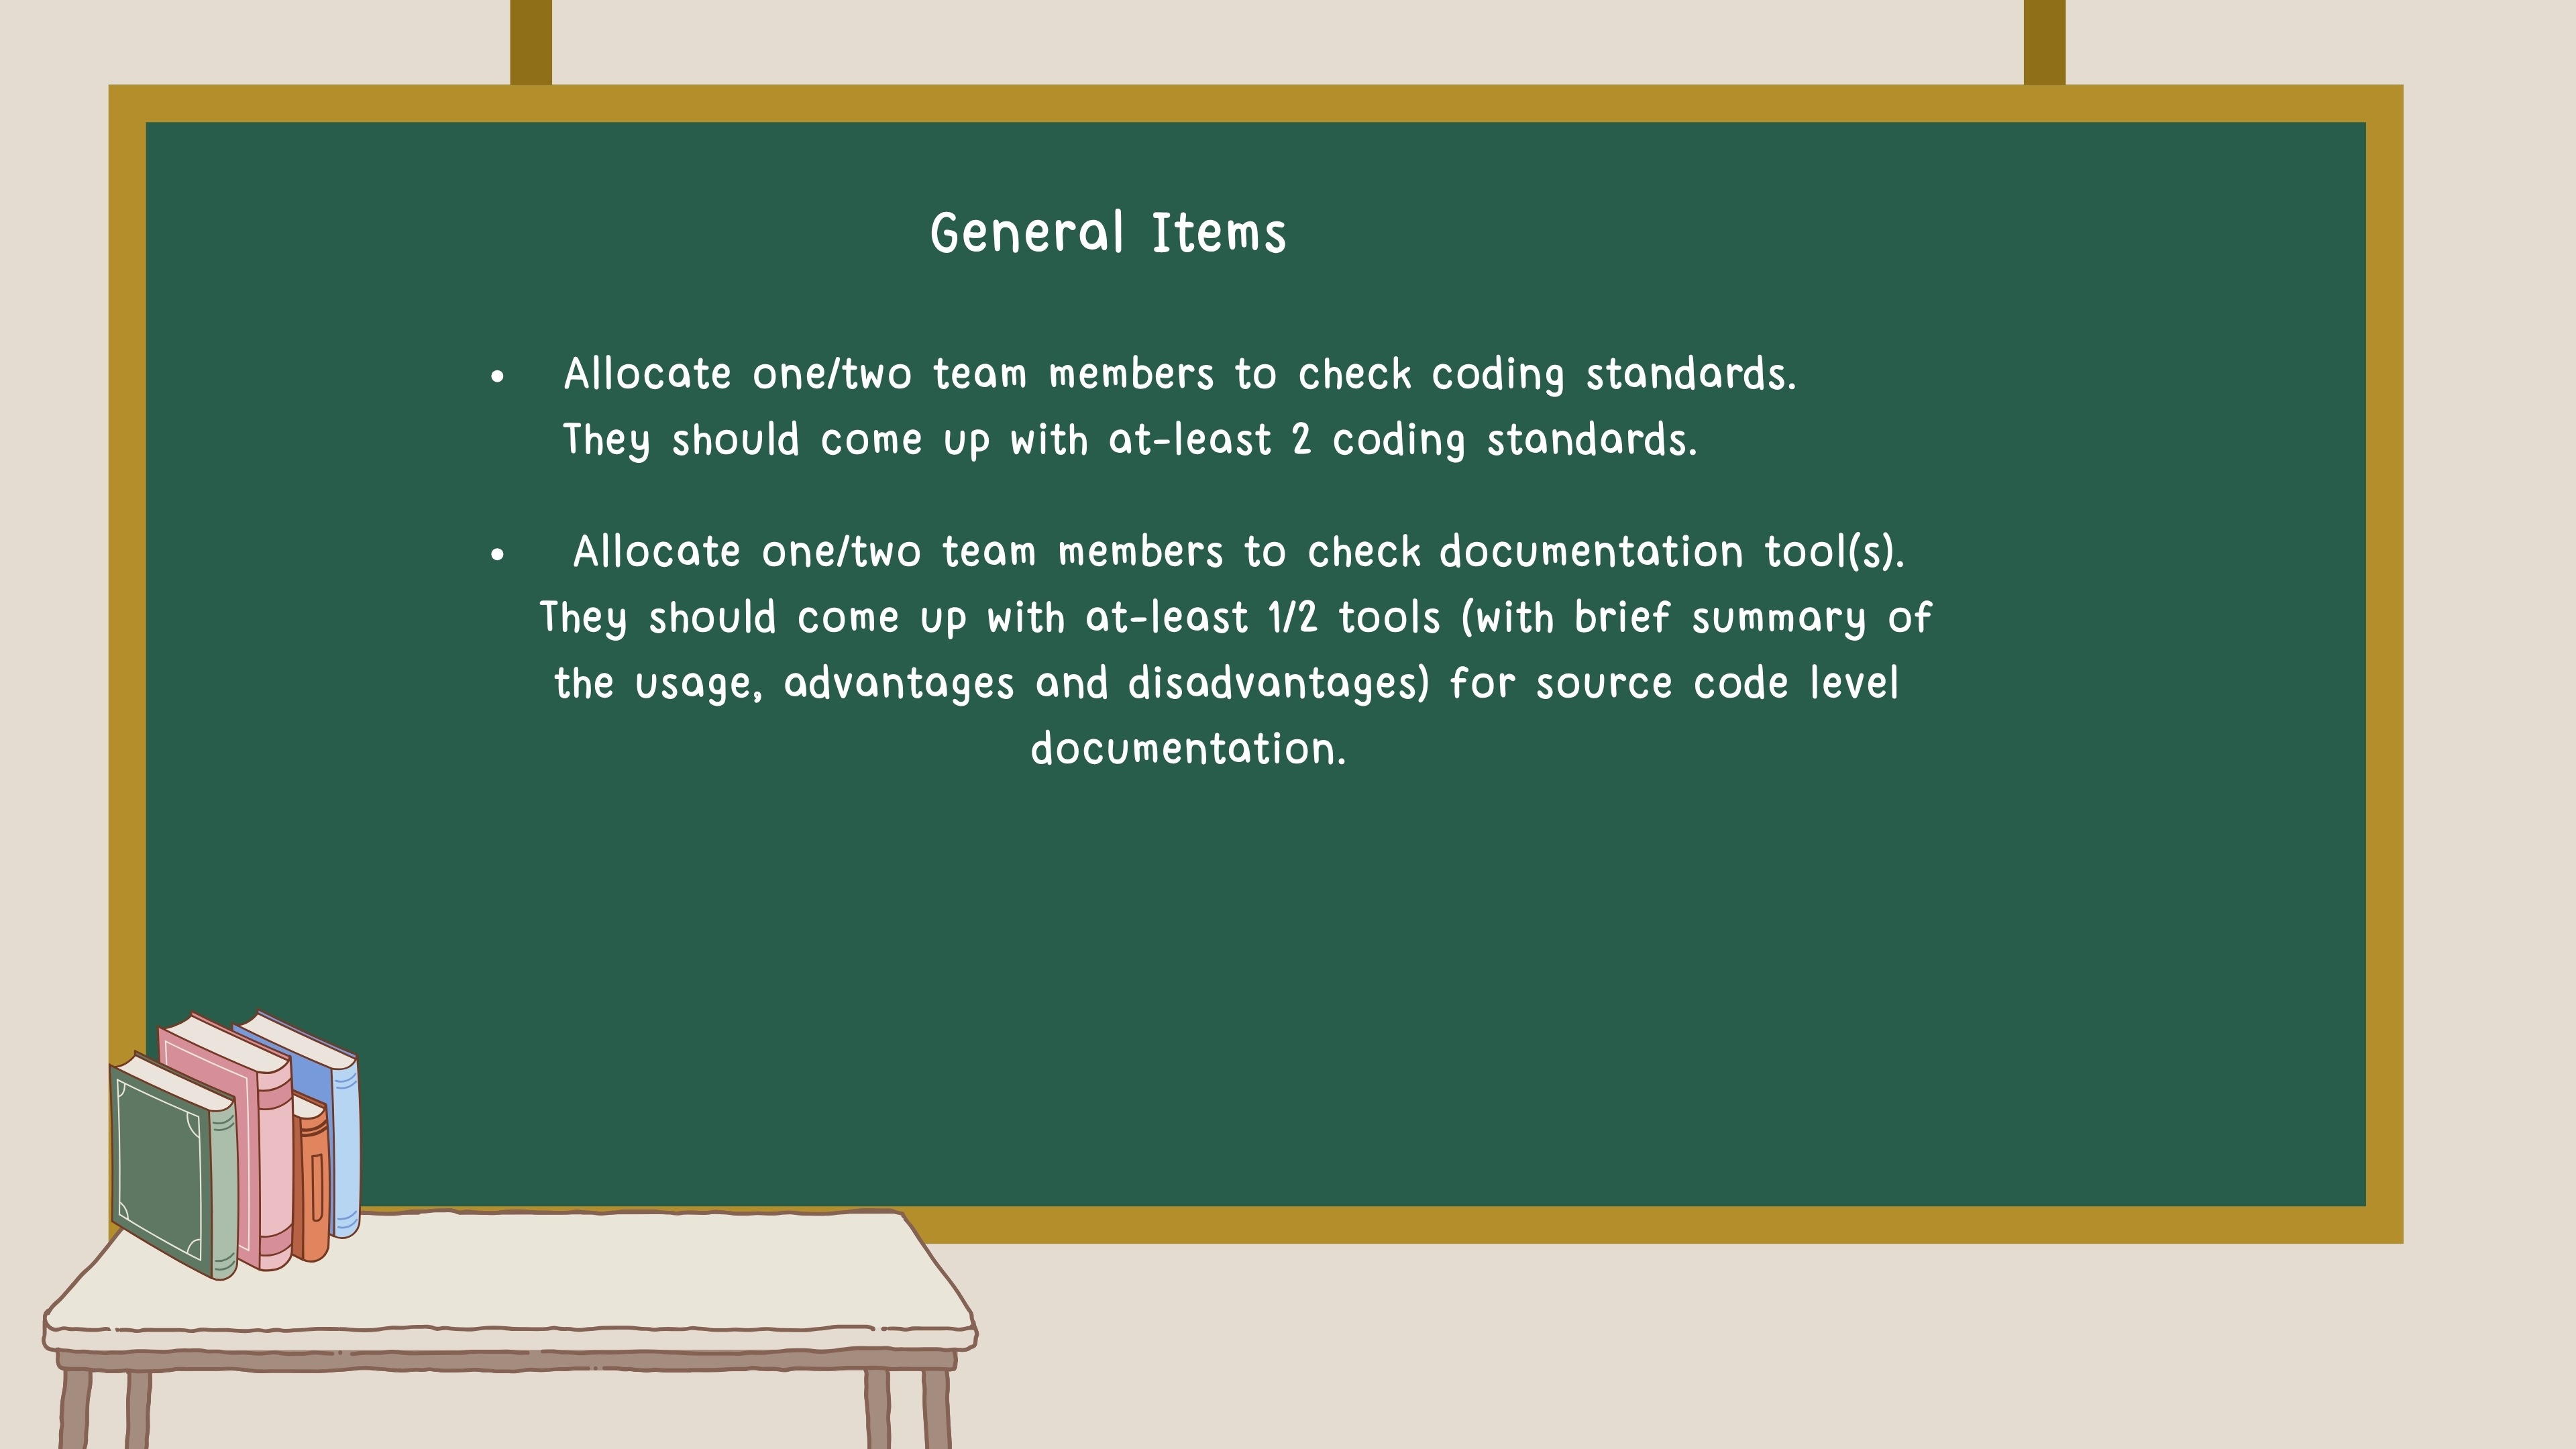 General Items
• Allocate one/two team members to check coding standards.
They should come up with at-least 2 coding standards.
• Allocate one/two team members to check documentation tool(s).
They should come up with at-least 1/2 tools (with brief summary of
the usage, advantages and disadvantages) for source code level
documentation.